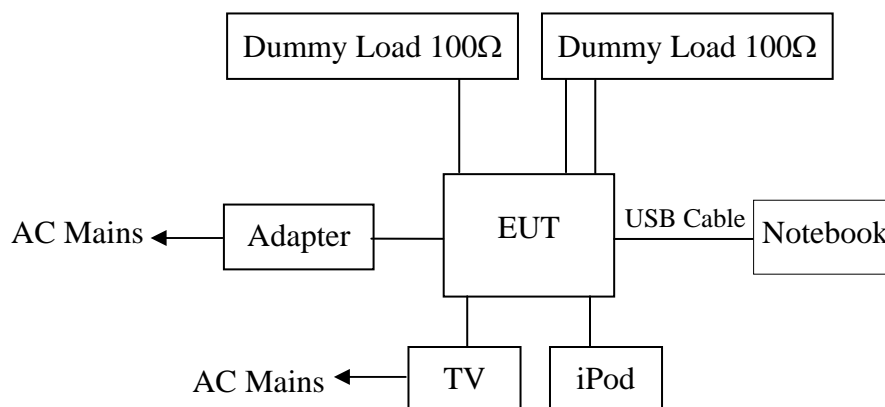 Dummy Load 100Ω
Dummy Load 100Ω
AC Mains
Adapter
EUT
USB Cable
Notebook
AC Mains
TV
iPod